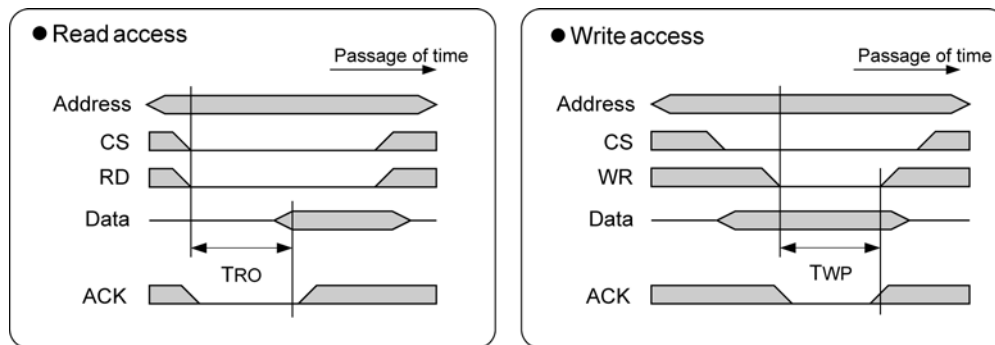 ● Read access
Passage of time
Address
CS
RD
Data
TRO
ACK
● Write access
Passage of time
Address
CS
WR
Data
TWP
ACK